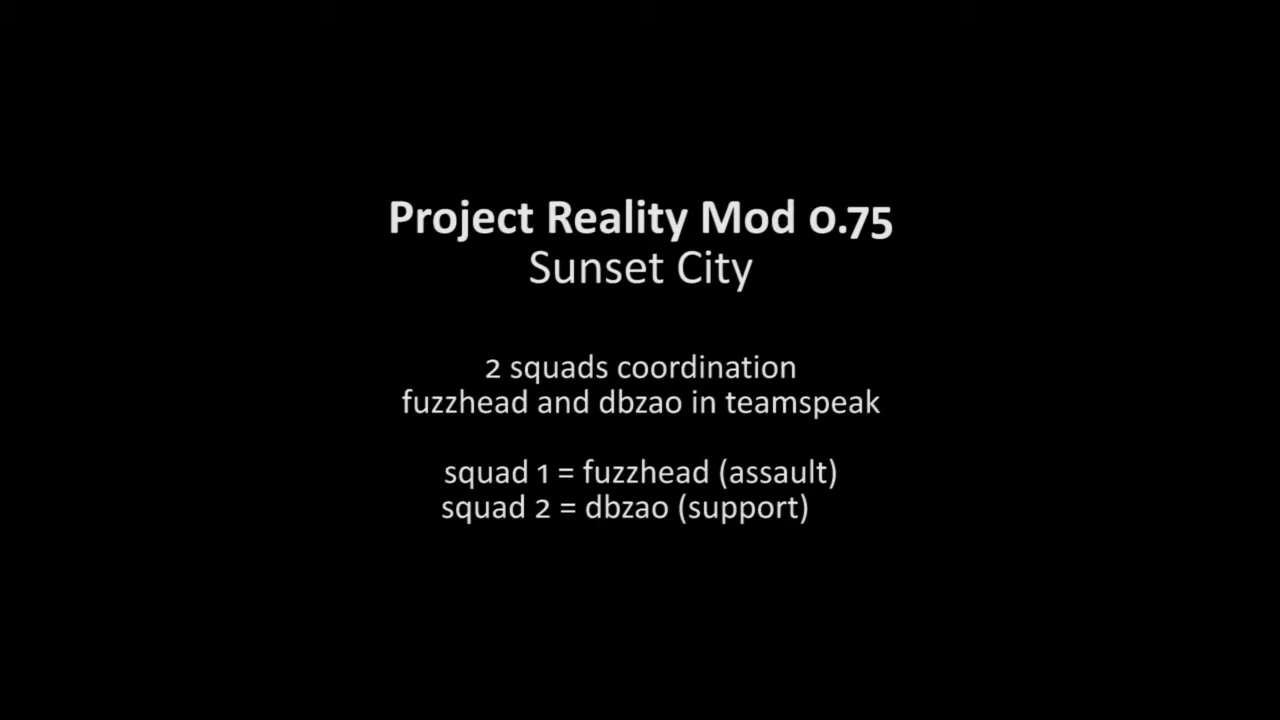 Project Reality Mod 0.75
Sunset City
2 squads coordination
fuzzhead and dbzao in teamspeak
squad 1 = fuzzhead (assault)
squad 2 = dbzao (support)